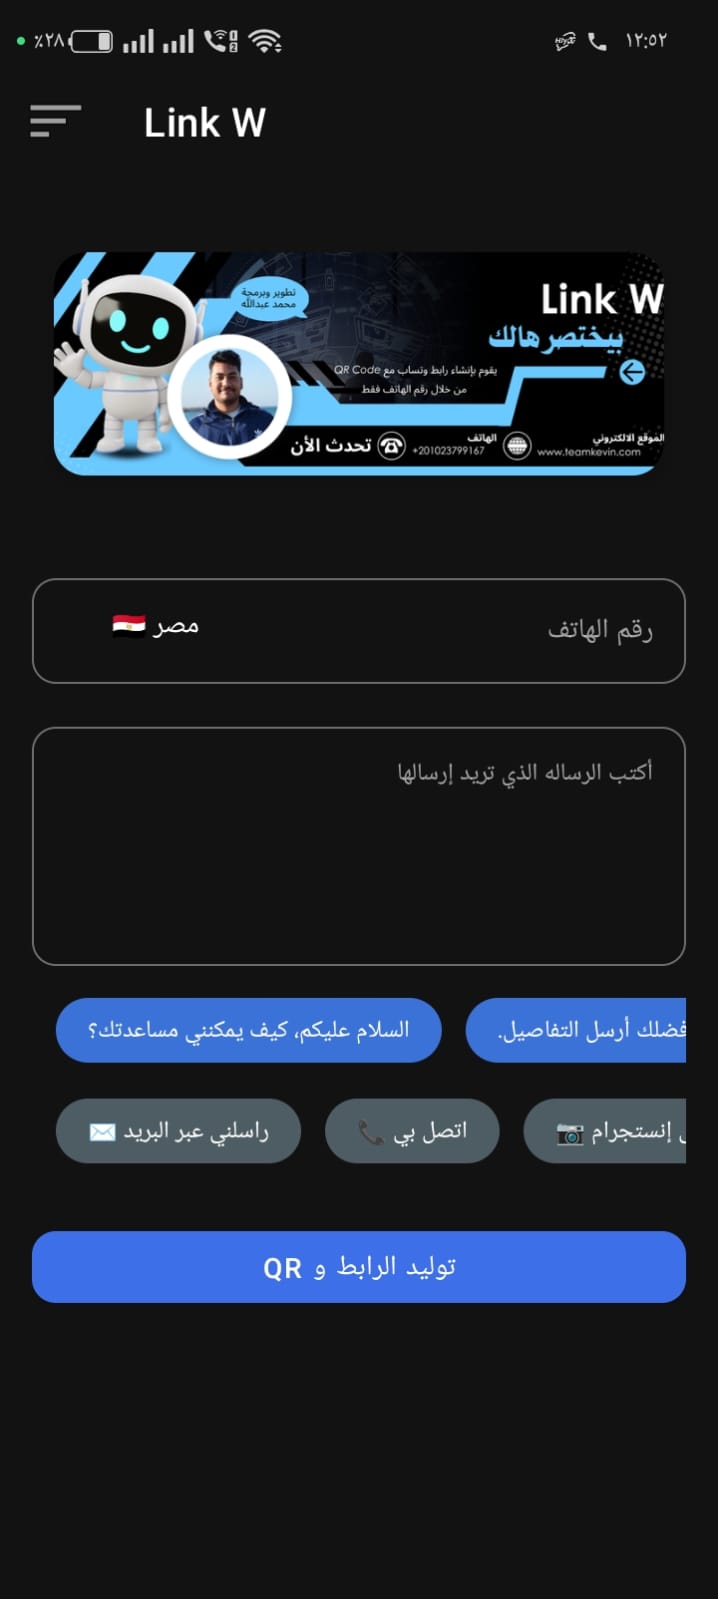 ٪٢٨
١٢:٥٢
Link W
تطوير وبرمجة
محمد عبدالله
Link W
بيختصرهالك
يقوم بإنشاء رابط وتساب مع QR Code
من خلال رقم الهاتف فقط
الموقع الالكتروني
www.teamkevin.com
الهاتف
+201023799167
تحدث الأن
رقم الهاتف
مصر 🇪🇬
أكتب الرساله الذي تريد إرسالها
السلام عليكم، كيف يمكنني مساعدتك؟
فضلك أرسل التفاصيل.
راسلني عبر البريد ✉️
اتصل بي 📞
إنستجرام 📷
توليد الرابط و QR